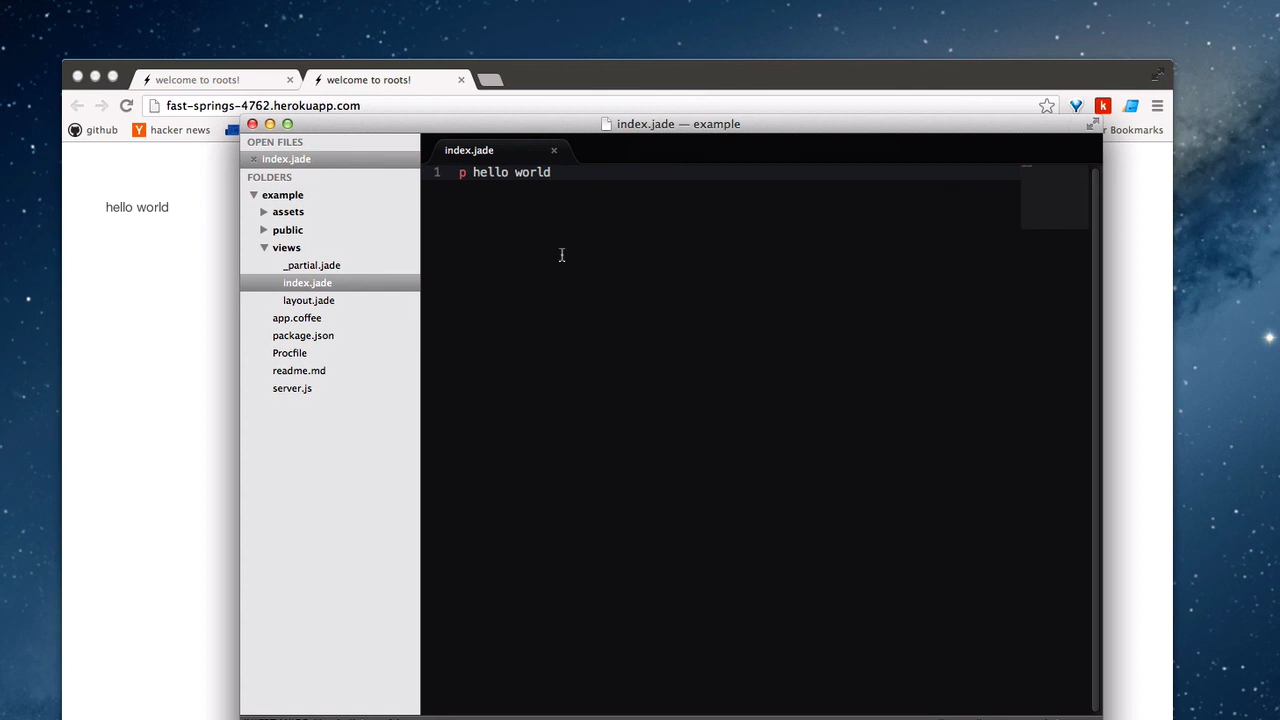 welcome to roots!
welcome to roots!
fast-springs-4762.herokuapp.com
github
hacker news
r Bookmarks
index.jade — example
OPEN FILES
index.jade
FOLDERS
example
assets
public
views
_partial.jade
index.jade
layout.jade
app.coffee
package.json
Procfile
readme.md
server.js
index.jade
1 p hello world
hello world